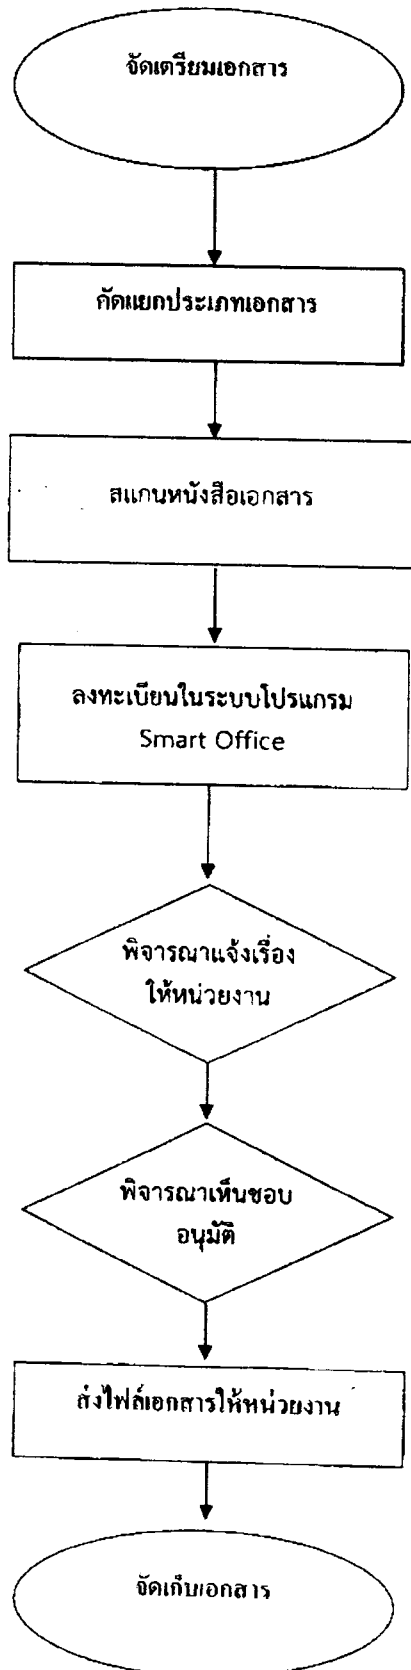 จัดเตรียมเอกสาร
คัดแยกประเภทเอกสาร
สแกนหนังสือเอกสาร
ลงทะเบียนในระบบโปรแกรม
Smart Office
พิจารณาแจ้งเรื่อง
ให้หน่วยงาน
พิจารณาเห็นชอบ
อนุมัติ
ส่งไฟล์เอกสารให้หน่วยงาน
จัดเก็บเอกสาร